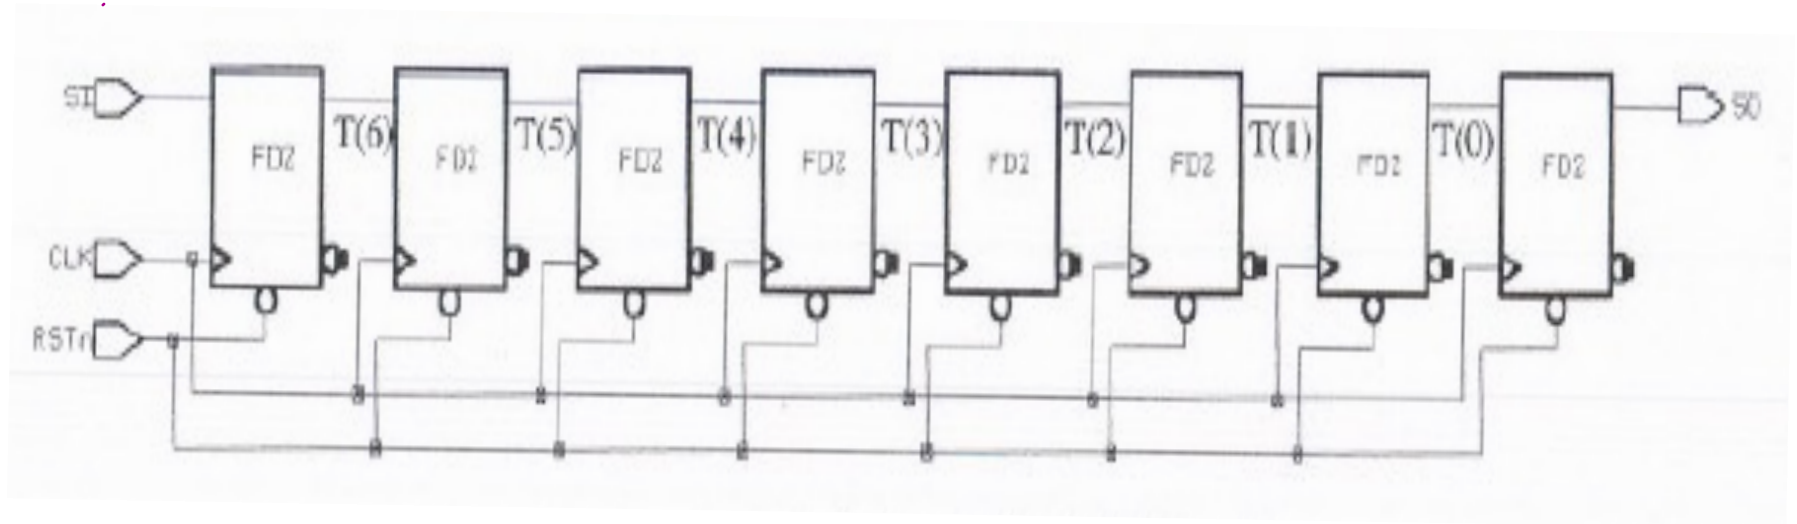 SI
FD2 T(6) FD2 T(5) FD2 T(4) FD2 T(3) FD2 T(2) FD2 T(1) FD2 T(0) FD2
SO
CLK
RSTn